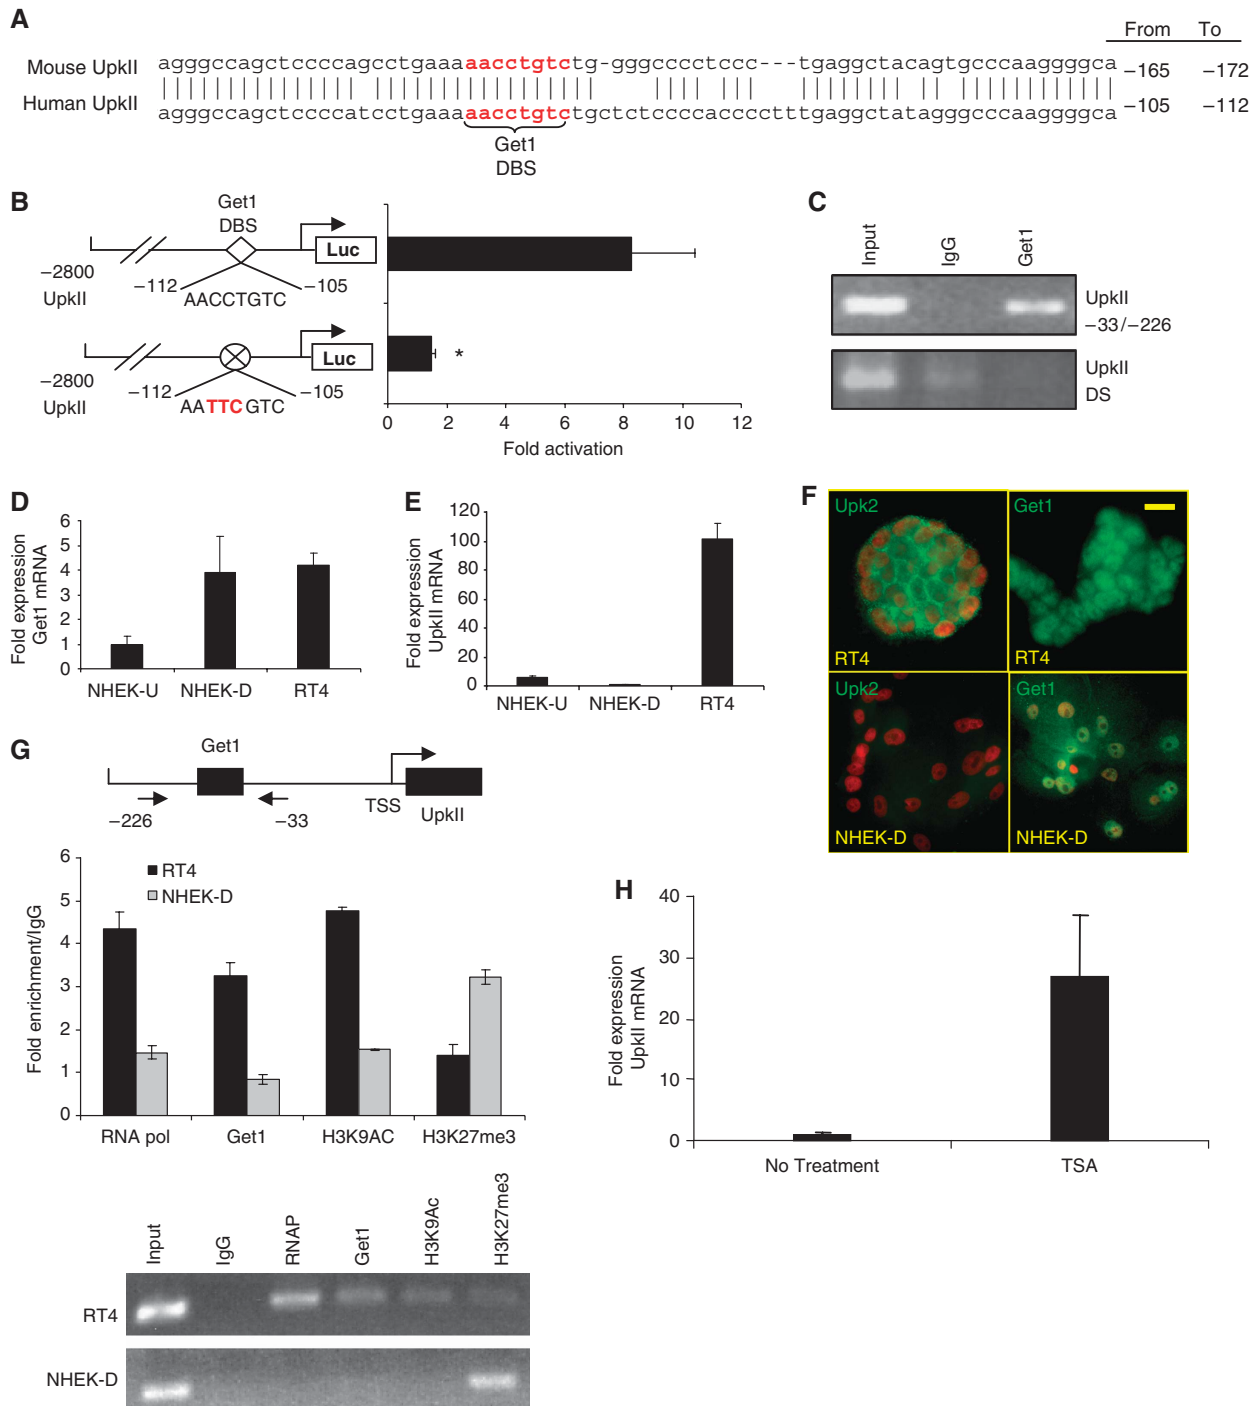 A
From To
Mouse UpkII agggccagctccccagcctgaaaaacctgtctg-gggcccctccc---tgaggctacagtgcccaaggggca −165 −172
Human UpkII agggccagctccccatcctgaaaaacctgtctgctctccccaccccctttgaggctatagggcccaaggggca −105 −112
Get1
DBS
B
Get1
DBS
Luc
−2800
UpkII
−112 −105
AACCTGTC
Luc
−2800
UpkII
−112 −105
AATTCGTC
*
0 2 4 6 8 10 12
Fold activation
C
Input IgG Get1
UpkII
−33/−226
UpkII
DS
D
Fold expression
Get1 mRNA
6
5
4
3
2
1
0
NHEK-U NHEK-D RT4
E
Fold expression
UpkII mRNA
120
100
80
60
40
20
0
NHEK-U NHEK-D RT4
F
Upk2 Get1
RT4 RT4
Upk2 Get1
NHEK-D NHEK-D
G
Get1
TSS
UpkII
−226 −33
Fold enrichment/IgG
6
5
4
3
2
1
0
RT4
NHEK-D
RNA pol Get1 H3K9AC H3K27me3
Input IgG RNAP Get1 H3K9Ac H3K27me3
RT4
NHEK-D
H
Fold expression
UpkII mRNA
40
30
20
10
0
No Treatment TSA